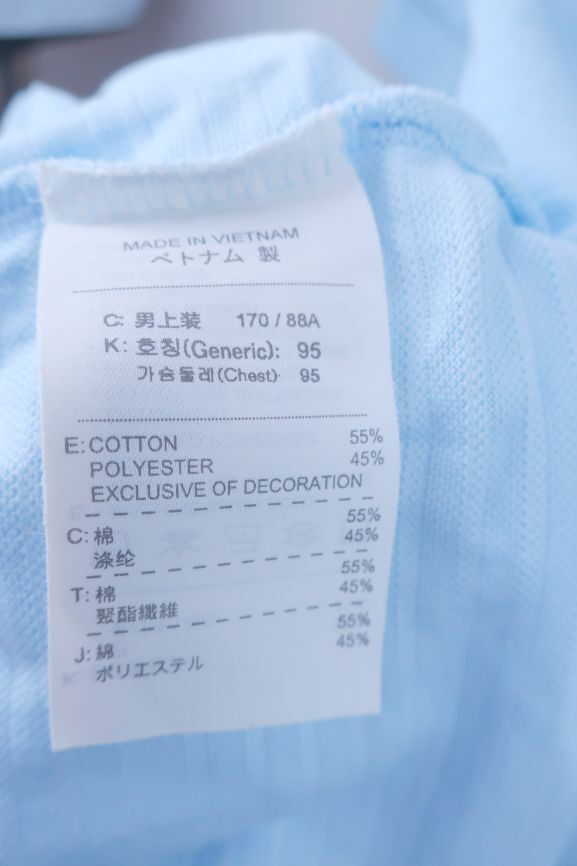 MADE IN VIETNAM
ベトナム 製
C: 男上装 170 / 88A
K: 호칭(Generic): 95
가슴둘레(Chest) 95
E: COTTON 55%
POLYESTER 45%
EXCLUSIVE OF DECORATION
C: 棉 55%
涤纶 45%
T: 棉 55%
聚酯纖維 45%
J: 綿 55%
ポリエステル 45%